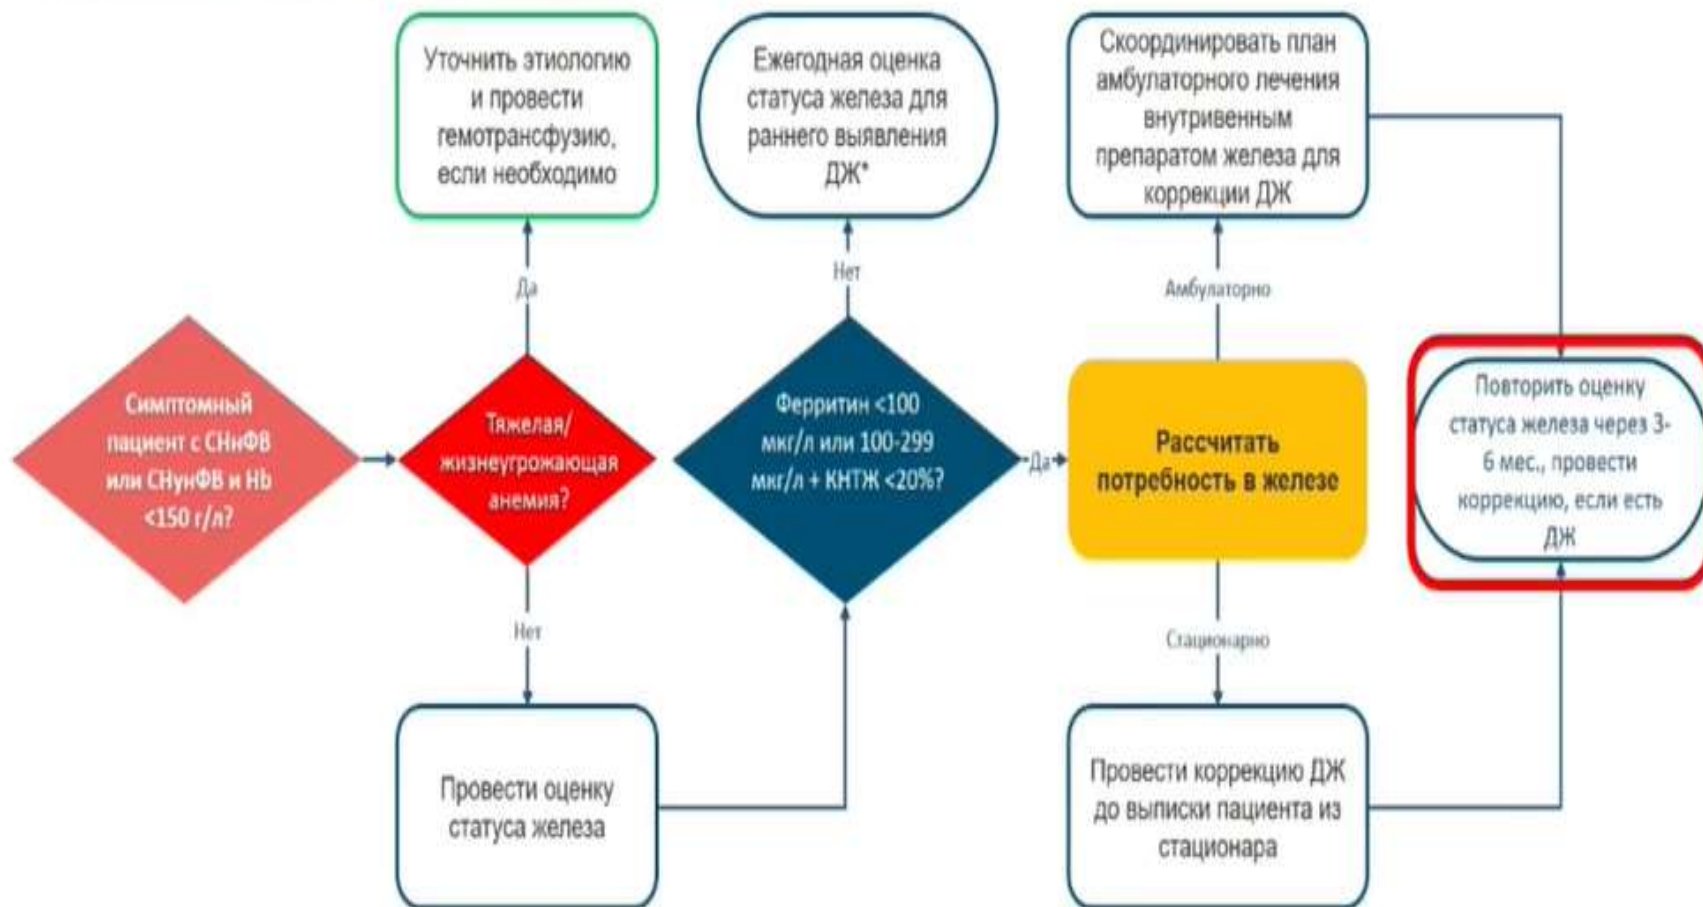 Уточнить этиологию
и провести
гемотрансфузию,
если необходимо
Ежегодная оценка
статуса железа для
раннего выявления
ДЖ*
Скоординировать план
амбулаторного лечения
внутривенным
препаратом железа для
коррекции ДЖ
Да
Нет
Амбулаторно
Симптомный
пациент с СНнФВ
или СНунФВ и Hb
<150 г/л?
Тяжелая/
жизнеугрожающая
анемия?
Ферритин <100
мкг/л или 100-299
мкг/л + КНТЖ <20%?
Да
Рассчитать
потребность в железе
Повторить оценку
статуса железа через 3-
6 мес., провести
коррекцию, если есть
ДЖ
Нет
Стационарно
Провести оценку
статуса железа
Провести коррекцию ДЖ
до выписки пациента из
стационара